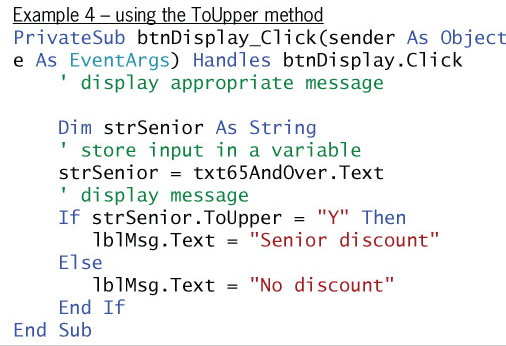 Example 4 – using the ToUpper method
PrivateSub btnDisplay_Click(sender As Object
e As EventArgs) Handles btnDisplay.Click
    ' display appropriate message

    Dim strSenior As String
    ' store input in a variable
    strSenior = txt65AndOver.Text
    ' display message
    If strSenior.ToUpper = "Y" Then
       lblMsg.Text = "Senior discount"
    Else
       lblMsg.Text = "No discount"
    End If
End Sub